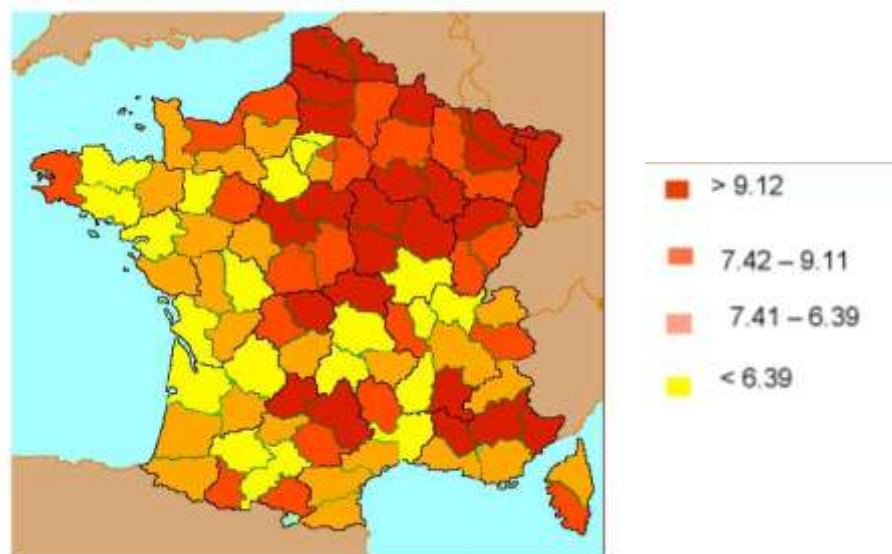 > 9.12
7.42 – 9.11
7.41 – 6.39
< 6.39